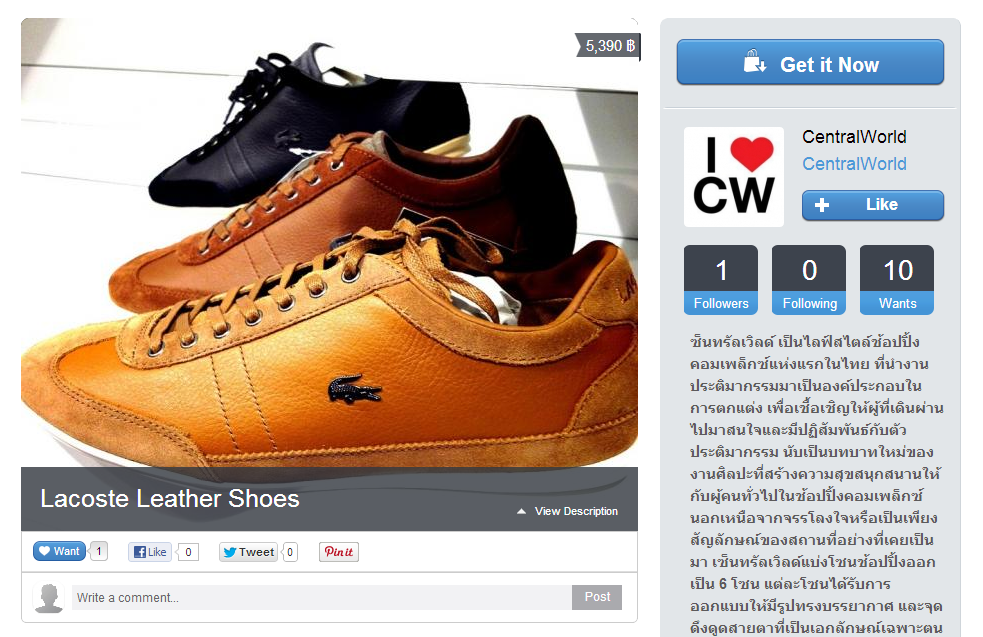 5,390 ฿
Lacoste Leather Shoes
View Description
Want
1
Like
0
Tweet
0
Pin it
Write a comment...
Post
Get it Now
I
CW
CentralWorld
CentralWorld
Like
1
Followers
0
Following
10
Wants
ซ็นทรัลเวิลด์ เป็นไลฟ์สไตล์ช้อปปิ้ง
คอมเพล็กซ์แห่งแรกในไทย ที่นำงาน
ประติมากรรมมาเป็นองค์ประกอบใน
การตกแต่ง เพื่อเชื้อเชิญให้ผู้ที่เดินผ่าน
ไปมาสนใจและมีปฏิสัมพันธ์กับตัว
ประติมากรรม นับเป็นบทบาทใหม่ของ
งานศิลปะที่สร้างความสุขสนุกสนานให้
กับผู้คนทั่วไปในช้อปปิ้งคอมเพล็กซ์
นอกเหนือจากจรรโลงใจหรือเป็นเพียง
สัญลักษณ์ของสถานที่อย่างที่เคยเป็น
มา เซ็นทรัลเวิลด์แบ่งโซนช้อปปิ้งออก
เป็น 6 โซน แต่ละโซนได้รับการ
ออกแบบให้มีรูปทรงบรรยากาศ และจุด
ดึงดูดสายตาที่เป็นเอกลักษณ์เฉพาะตน